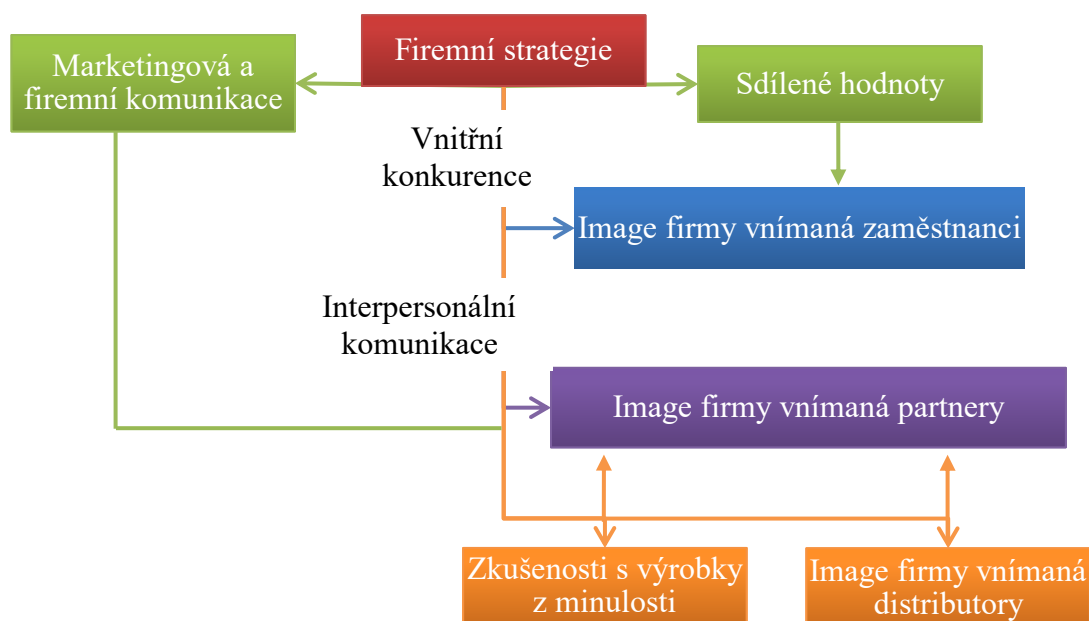 Firemní strategie
Marketingová a
firemní komunikace
Sdílené hodnoty
Vnitřní
konkurence
Image firmy vnímaná zaměstnanci
Interpersonální
komunikace
Image firmy vnímaná partnery
Zkušenosti s výrobky
z minulosti
Image firmy vnímaná
distributory